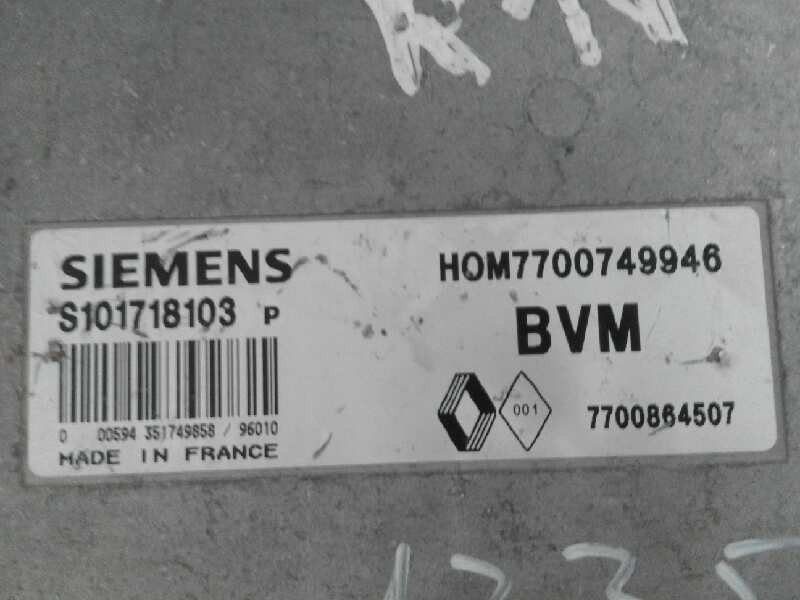 SIEMENS
S101718103 P
0 00594 351749858 / 96010
MADE IN FRANCE
HOM7700749946
BVM
001
7700864507